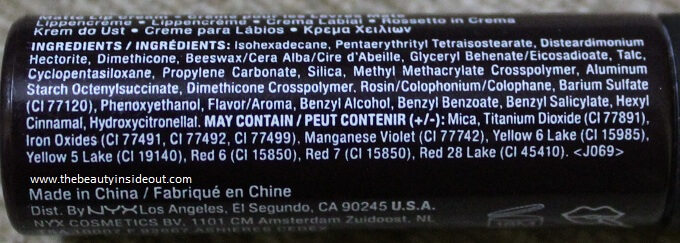 Matte Lip Cream
Lippencreme • Lippencrème • Crema Labial • Rossetto in Crema
Krem do Ust • Creme para Lábios • Κρεμα Χειλιων
INGREDIENTS / INGRÉDIENTS: Isohexadecane, Pentaerythrityl Tetraisostearate, Disteardimonium
Hectorite, Dimethicone, Beeswax/Cera Alba/Cire d'Abeille, Glyceryl Behenate/Eicosadioate, Talc,
Cyclopentasiloxane, Propylene Carbonate, Silica, Methyl Methacrylate Crosspolymer, Aluminum
Starch Octenylsuccinate, Dimethicone Crosspolymer, Rosin/Colophonium/Colophane, Barium Sulfate
(CI 77120), Phenoxyethanol, Flavor/Aroma, Benzyl Alcohol, Benzyl Benzoate, Benzyl Salicylate, Hexyl
Cinnamal, Hydroxycitronellal. MAY CONTAIN / PEUT CONTENIR (+/-): Mica, Titanium Dioxide (CI 77891),
Iron Oxides (CI 77491, CI 77492, CI 77499), Manganese Violet (CI 77742), Yellow 6 Lake (CI 15985),
Yellow 5 Lake (CI 19140), Red 6 (CI 15850), Red 7 (CI 15850), Red 28 Lake (CI 45410). <J069>
www.thebeautyinsideout.com
Made in China / Fabriqué en Chine
Dist. By NYX Los Angeles, El Segundo, CA 90245 U.S.A.
NYX COSMETICS BV, 1101 CM Amsterdam Zuidoost, NL